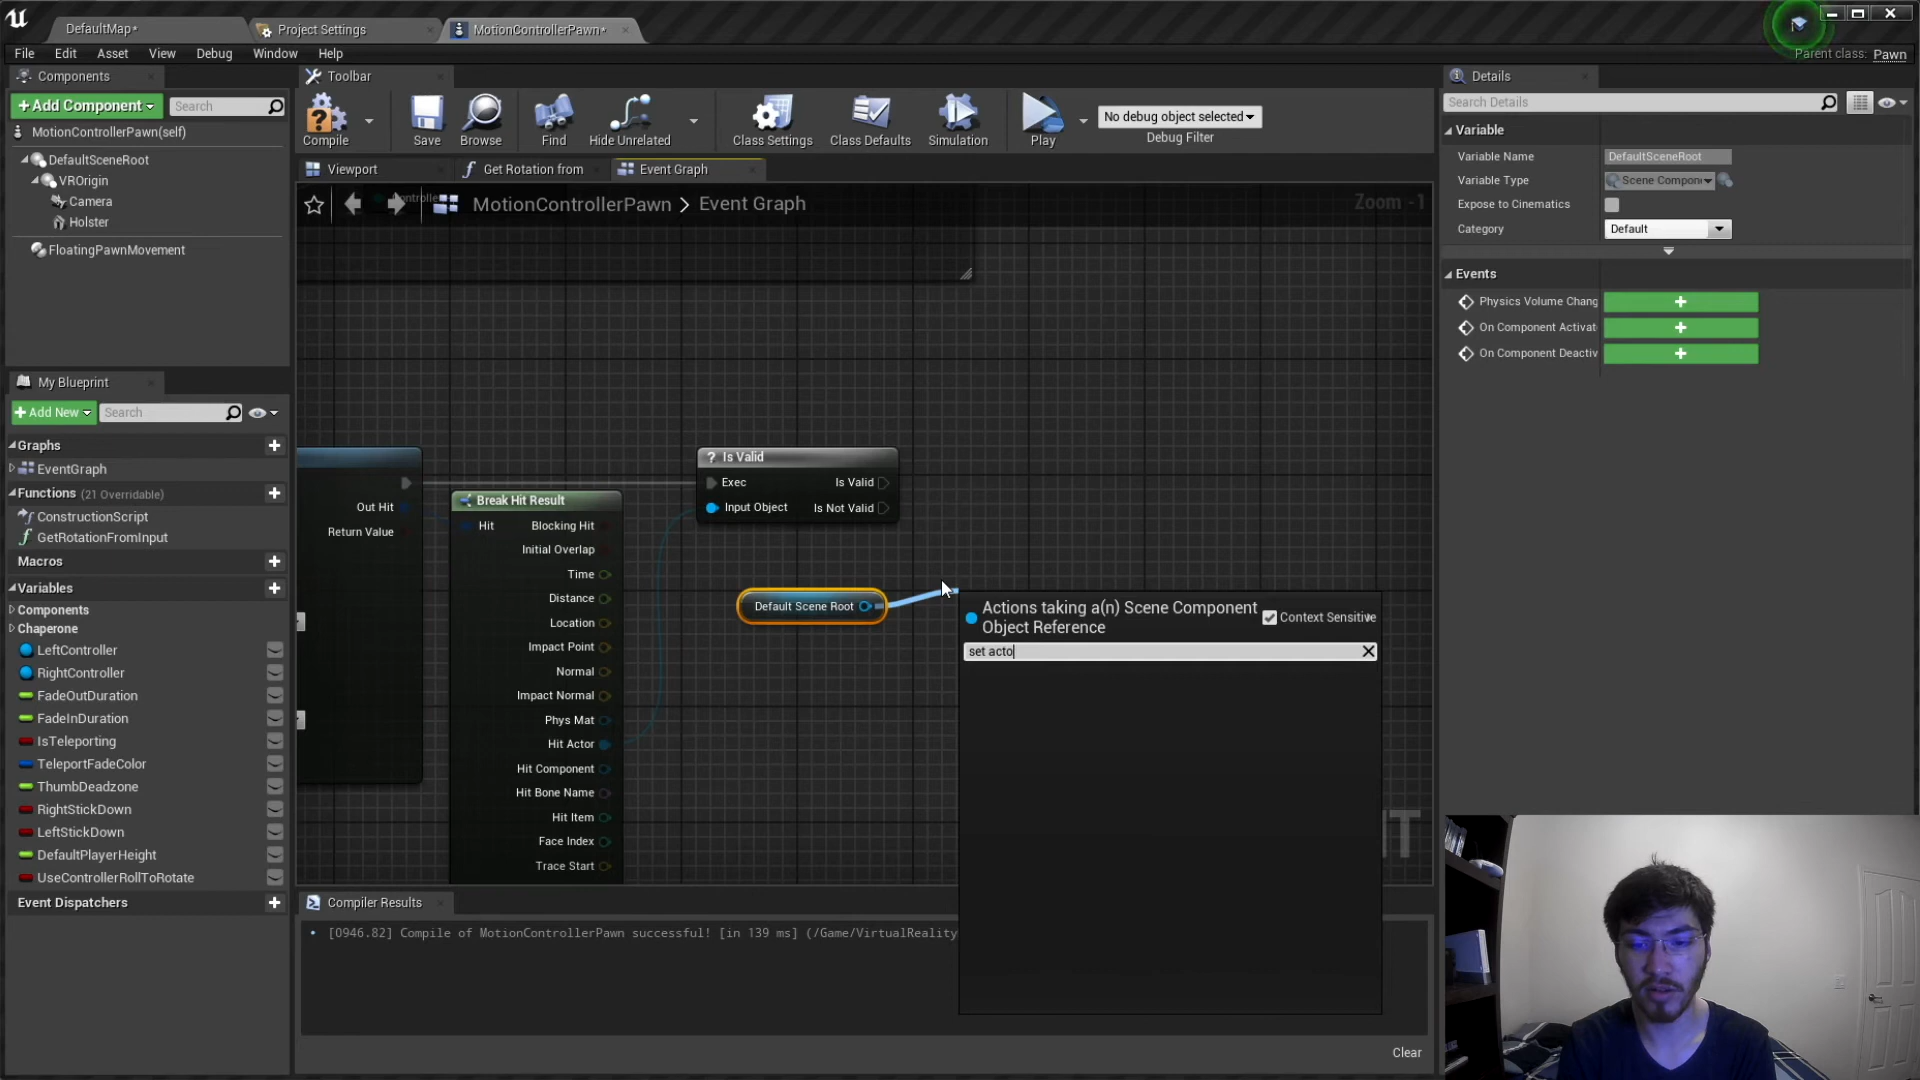 DefaultMap*
Project Settings
MotionControllerPawn*
File Edit Asset View Debug Window Help
Parent class: Pawn
Components
+Add Component
Search
MotionControllerPawn(self)
DefaultSceneRoot
VROrigin
Camera
Holster
FloatingPawnMovement
My Blueprint
+Add New
Search
Graphs
EventGraph
Functions (21 Overridable)
ConstructionScript
GetRotationFromInput
Macros
Variables
Components
Chaperone
LeftController
RightController
FadeOutDuration
FadeInDuration
IsTeleporting
TeleportFadeColor
ThumbDeadzone
RightStickDown
LeftStickDown
DefaultPlayerHeight
UseControllerRollToRotate
Event Dispatchers
Toolbar
Compile
Save
Browse
Find
Hide Unrelated
Class Settings
Class Defaults
Simulation
Play
No debug object selected
Debug Filter
Viewport
Get Rotation from
Event Graph
MotionControllerPawn > Event Graph
Zoom -1
Out Hit
Return Value
Break Hit Result
Hit
Blocking Hit
Initial Overlap
Time
Distance
Location
Impact Point
Normal
Impact Normal
Phys Mat
Hit Actor
Hit Component
Hit Bone Name
Hit Item
Face Index
Trace Start
? Is Valid
Exec
Is Valid
Input Object
Is Not Valid
Default Scene Root
Actions taking a(n) Scene Component
Object Reference
Context Sensitive
set acto
Compiler Results
[0946.82] Compile of MotionControllerPawn successful! [in 139 ms] (/Game/VirtualReality
Clear
Details
Search Details
Variable
Variable Name
DefaultSceneRoot
Variable Type
Scene Compon
Expose to Cinematics
Category
Default
Events
Physics Volume Chang
On Component Activat
On Component Deactiv